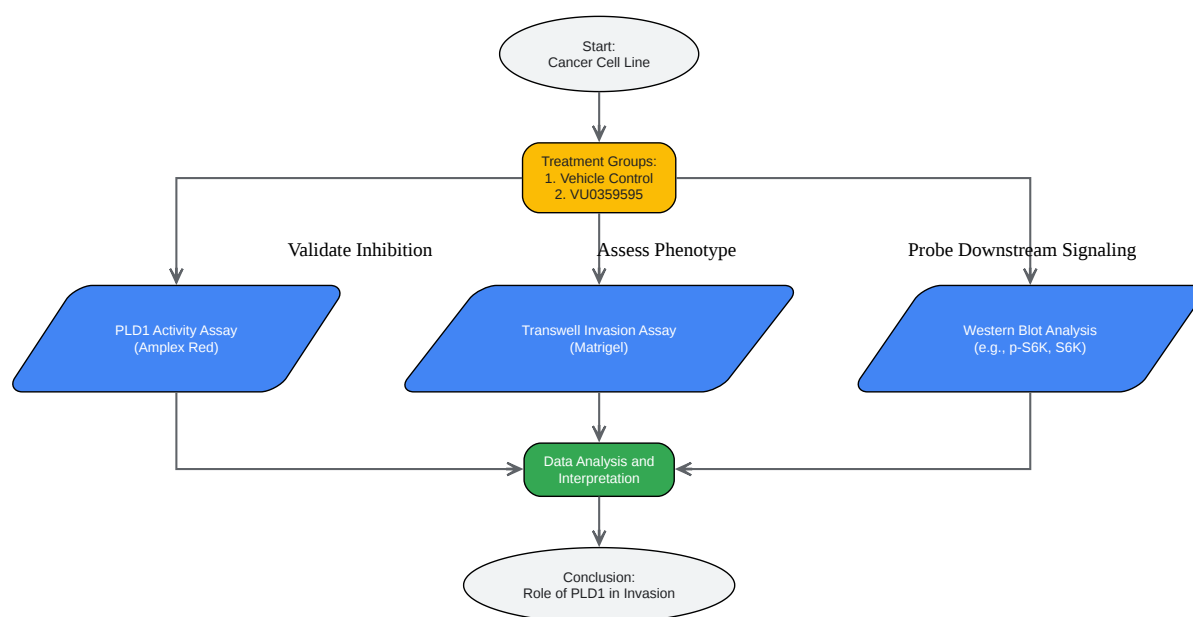 Start:
Cancer Cell Line
Treatment Groups:
1. Vehicle Control
2. VU0359595
Validate Inhibition
Assess Phenotype
Probe Downstream Signaling
PLD1 Activity Assay
(Amplex Red)
Transwell Invasion Assay
(Matrigel)
Western Blot Analysis
(e.g., p-S6K, S6K)
Data Analysis and
Interpretation
Conclusion:
Role of PLD1 in Invasion